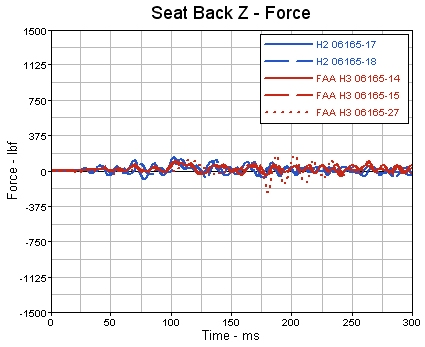 Seat Back Z - Force
1500
1125
750
375
0
-375
-750
-1125
-1500
Force - lbf
H2 06165-17
H2 06165-18
FAA H3 06165-14
FAA H3 06165-15
FAA H3 06165-27
0 50 100 150 200 250 300
Time - ms